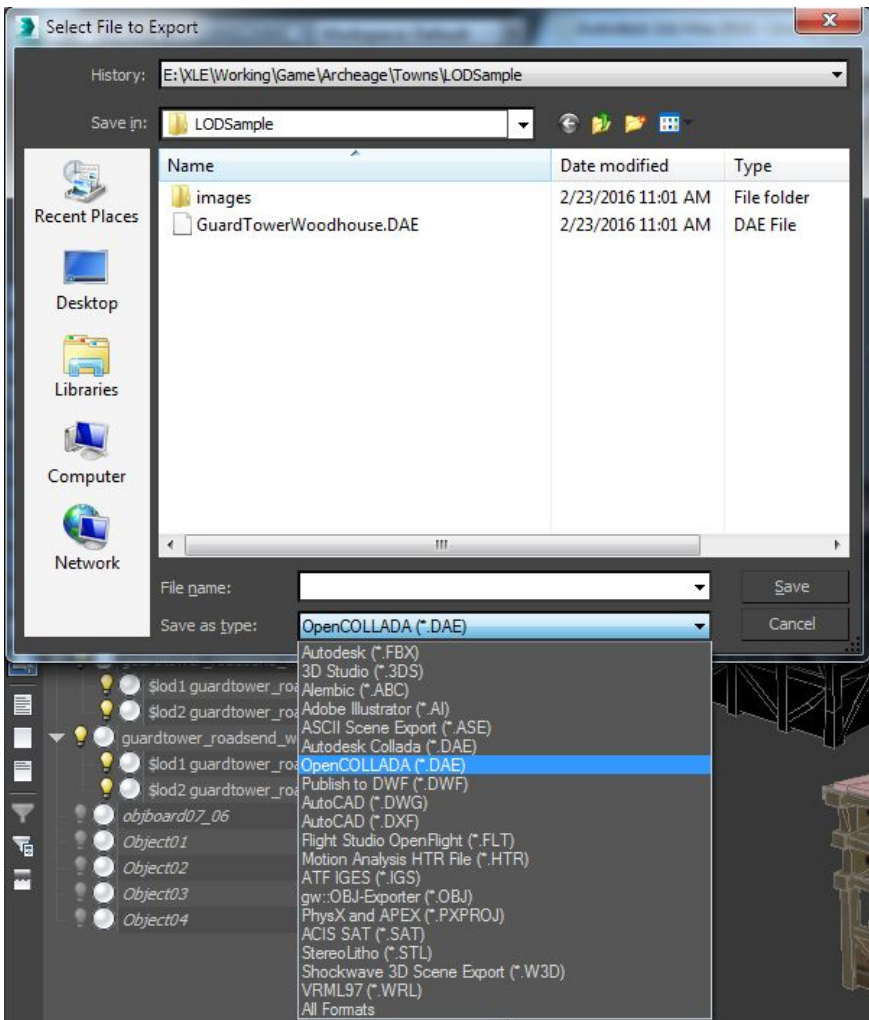 Select File to Export
History: E:\XLE\Working\Game\Archeage\Towns\LODSample
Save in: LODSample
Name Date modified Type
images 2/23/2016 11:01 AM File folder
GuardTowerWoodhouse.DAE 2/23/2016 11:01 AM DAE File
Recent Places
Desktop
Libraries
Computer
Network
File name: Save
Save as type: OpenCOLLADA (*.DAE) Cancel
Autodesk (*.FBX)
3D Studio (*.3DS)
Alembic (*.ABC)
Adobe Illustrator (*.AI)
ASCII Scene Export (*.ASE)
Autodesk Collada (*.DAE)
OpenCOLLADA (*.DAE)
Publish to DWF (*.DWF)
AutoCAD (*.DWG)
AutoCAD (*.DXF)
Flight Studio OpenFlight (*.FLT)
Motion Analysis HTR File (*.HTR)
ATF IGES (*.IGS)
gw::OBJ-Exporter (*.OBJ)
PhysX and APEX (*.PXPROJ)
ACIS SAT (*.SAT)
StereoLitho (*.STL)
Shockwave 3D Scene Export (*.W3D)
VRML97 (*.WRL)
All Formats
$lod1 guardtower_roa
$lod2 guardtower_roa
guardtower_roadsend_w
$lod1 guardtower_roa
$lod2 guardtower_roa
objboard07_06
Object01
Object02
Object03
Object04